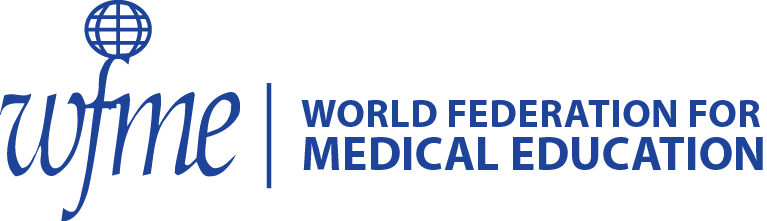 wfme
WORLD FEDERATION FOR
MEDICAL EDUCATION